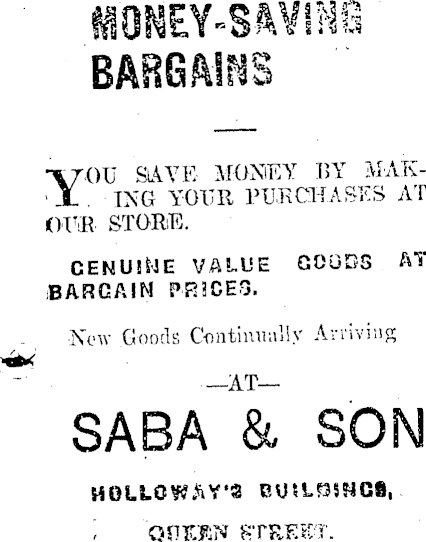 MONEY-SAVING
BARGAINS
YOU SAVE MONEY BY MAK-
ING YOUR PURCHASES AT
OUR STORE.
GENUINE VALUE GOODS AT
BARGAIN PRICES.
New Goods Continually Arriving
—AT—
SABA & SON
HOLLOWAY'S BUILDINGS,
QUEEN STREET.